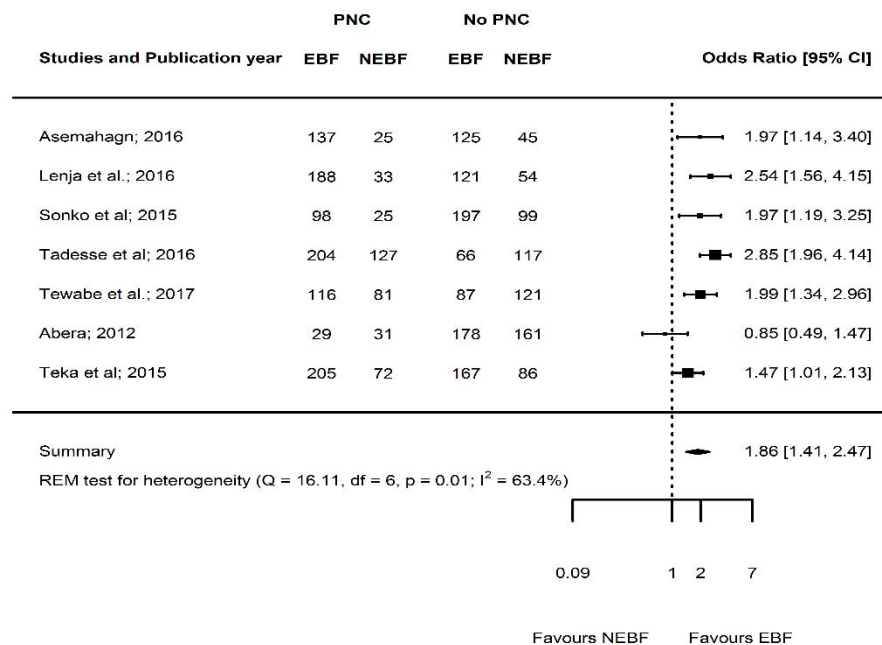 PNC No PNC
Studies and Publication year EBF NEBF EBF NEBF Odds Ratio [95% CI]
Asemahagn; 2016 137 25 125 45 1.97 [1.14, 3.40]
Lenja et al.; 2016 188 33 121 54 2.54 [1.56, 4.15]
Sonko et al; 2015 98 25 197 99 1.97 [1.19, 3.25]
Tadesse et al; 2016 204 127 66 117 2.85 [1.96, 4.14]
Tewabe et al.; 2017 116 81 87 121 1.99 [1.34, 2.96]
Abera; 2012 29 31 178 161 0.85 [0.49, 1.47]
Teka et al; 2015 205 72 167 86 1.47 [1.01, 2.13]
Summary 1.86 [1.41, 2.47]
REM test for heterogeneity (Q = 16.11, df = 6, p = 0.01; I² = 63.4%)
0.09 1 2 7
Favours NEBF Favours EBF